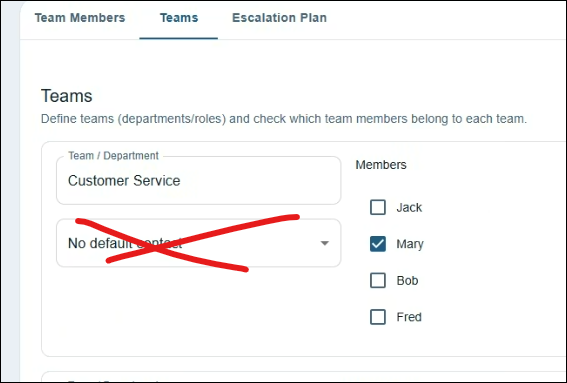 Team Members Teams Escalation Plan
Teams
Define teams (departments/roles) and check which team members belong to each team.
Team / Department
Customer Service
Members
Jack
No default contact
Mary
Bob
Fred